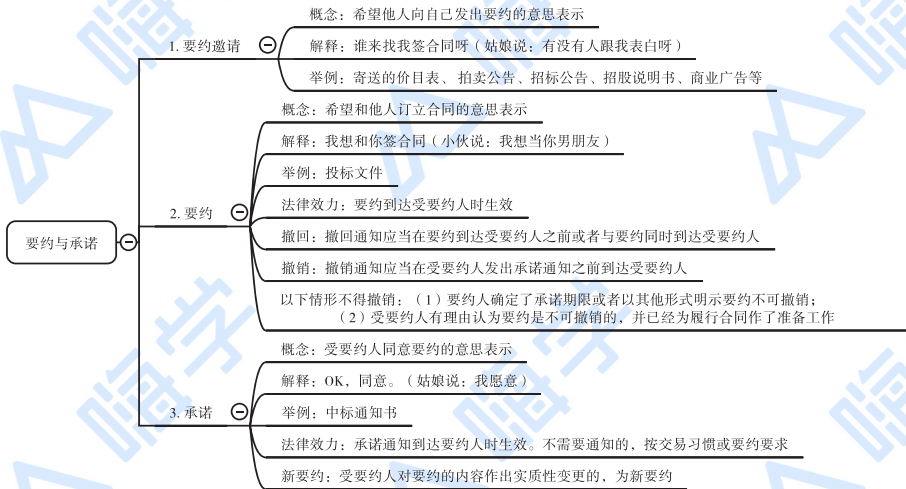 要约与承诺
1. 要约邀请
概念：希望他人向自己发出要约的意思表示
解释：谁来找我签合同呀（姑娘说：有没有人跟我表白呀）
举例：寄送的价目表、拍卖公告、招标公告、招股说明书、商业广告等
2. 要约
概念：希望和他人订立合同的意思表示
解释：我想和你签合同（小伙说：我想当你男朋友）
举例：投标文件
法律效力：要约到达受要约人时生效
撤回：撤回通知应当在要约到达受要约人之前或者与要约同时到达受要约人
撤销：撤销通知应当在受要约人发出承诺通知之前到达受要约人
以下情形不得撤销：（1）要约人确定了承诺期限或者以其他形式明示要约不可撤销；
（2）受要约人有理由认为要约是不可撤销的，并已经为履行合同作了准备工作
3. 承诺
概念：受要约人同意要约的意思表示
解释：OK，同意。（姑娘说：我愿意）
举例：中标通知书
法律效力：承诺通知到达要约人时生效。不需要通知的，按交易习惯或要约要求
新要约：受要约人对要约的内容作出实质性变更的，为新要约
嗨学
嗨学
嗨学